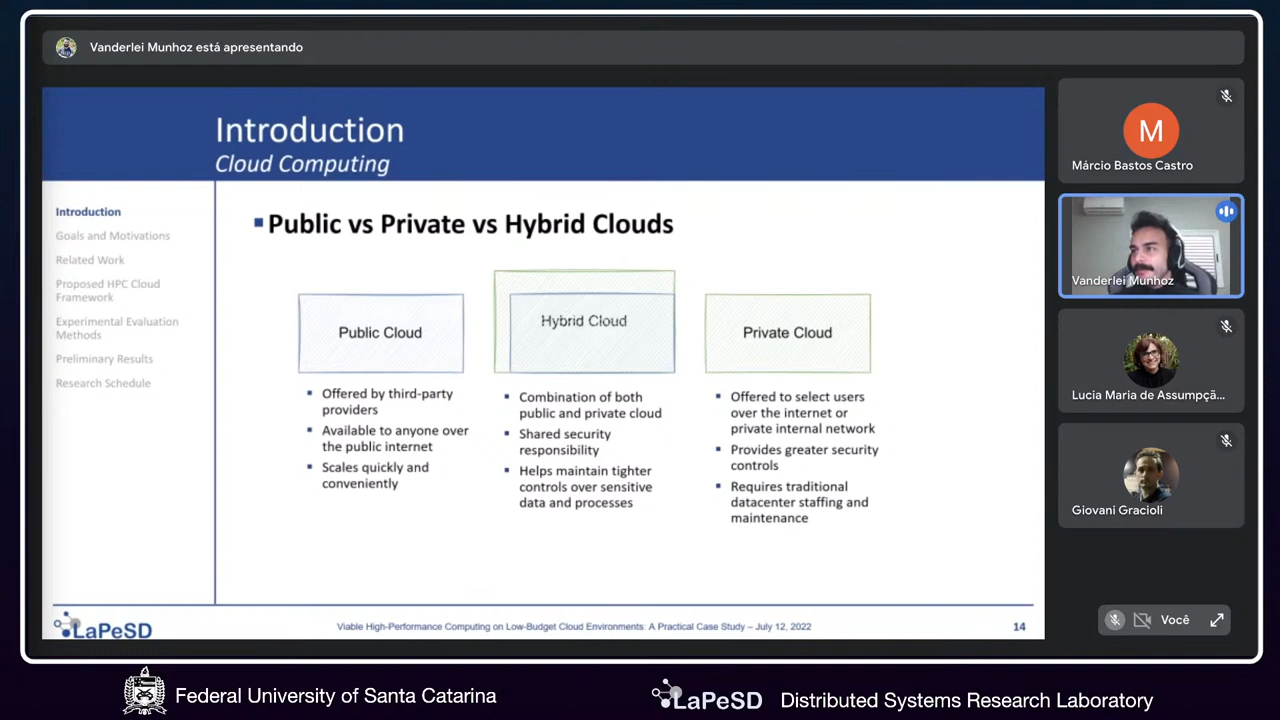 Vanderlei Munhoz está apresentando
Introduction
Cloud Computing
Introduction
Goals and Motivations
Related Work
Proposed HPC Cloud
Framework
Experimental Evaluation
Methods
Preliminary Results
Research Schedule
Public vs Private vs Hybrid Clouds
Public Cloud
Offered by third-party
providers
Available to anyone over
the public internet
Scales quickly and
conveniently
Hybrid Cloud
Combination of both
public and private cloud
Shared security
responsibility
Helps maintain tighter
controls over sensitive
data and processes
Private Cloud
Offered to select users
over the internet or
private internal network
Provides greater security
controls
Requires traditional
datacenter staffing and
maintenance
LaPeSD
Viable High-Performance Computing on Low-Budget Cloud Environments: A Practical Case Study – July 12, 2022
14
M
Márcio Bastos Castro
Vanderlei Munhoz
Lucia Maria de Assumpçã...
Giovani Gracioli
Você
Federal University of Santa Catarina
LaPeSD
Distributed Systems Research Laboratory